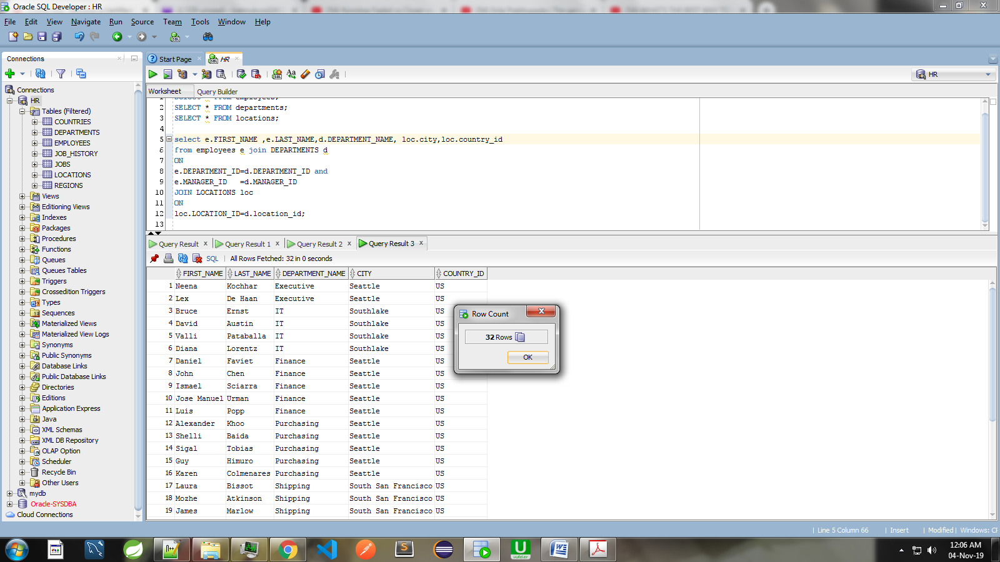 Oracle SQL Developer : HR
File Edit View Navigate Run Source Team Tools Window Help
Connections
Start Page
HR
HR
Worksheet
Query Builder
Connections
HR
Tables (Filtered)
COUNTRIES
DEPARTMENTS
EMPLOYEES
JOB_HISTORY
JOBS
LOCATIONS
REGIONS
Views
Editioning Views
Indexes
Packages
Procedures
Functions
Queues
Queues Tables
Triggers
Crossedition Triggers
Types
Sequences
Materialized Views
Materialized View Logs
Synonyms
Public Synonyms
Database Links
Public Database Links
Directories
Editions
Application Express
Java
XML Schemas
XML DB Repository
OLAP Option
Scheduler
Recycle Bin
Other Users
mydb
Oracle-SYSDBA
Cloud Connections
1 SELECT * FROM employees;
2 SELECT * FROM departments;
3 SELECT * FROM locations;
4
5 select e.FIRST_NAME ,e.LAST_NAME,d.DEPARTMENT_NAME, loc.city,loc.country_id
6 from employees e join DEPARTMENTS d
7 ON
8 e.DEPARTMENT_ID=d.DEPARTMENT_ID and
9 e.MANAGER_ID =d.MANAGER_ID
10 JOIN LOCATIONS loc
11 ON
12 loc.LOCATION_ID=d.location_id;
13
Query Result x Query Result 1 x Query Result 2 x Query Result 3 x
SQL | All Rows Fetched: 32 in 0 seconds
FIRST_NAME LAST_NAME DEPARTMENT_NAME CITY COUNTRY_ID
1 Neena Kochhar Executive Seattle US
2 Lex De Haan Executive Seattle US
3 Bruce Ernst IT Southlake US
4 David Austin IT Southlake US
5 Valli Pataballa IT Southlake US
6 Diana Lorentz IT Southlake US
7 Daniel Faviet Finance Seattle US
8 John Chen Finance Seattle US
9 Ismael Sciarra Finance Seattle US
10 Jose Manuel Urman Finance Seattle US
11 Luis Popp Finance Seattle US
12 Alexander Khoo Purchasing Seattle US
13 Shelli Baida Purchasing Seattle US
14 Sigal Tobias Purchasing Seattle US
15 Guy Himuro Purchasing Seattle US
16 Karen Colmenares Purchasing Seattle US
17 Laura Bissot Shipping South San Francisco US
18 Mozhe Atkinson Shipping South San Francisco US
19 James Marlow Shipping South San Francisco US
Row Count
32 Rows
OK
Line 5 Column 66 | Insert | Modified | Windows: CF
12:06 AM
04-Nov-19